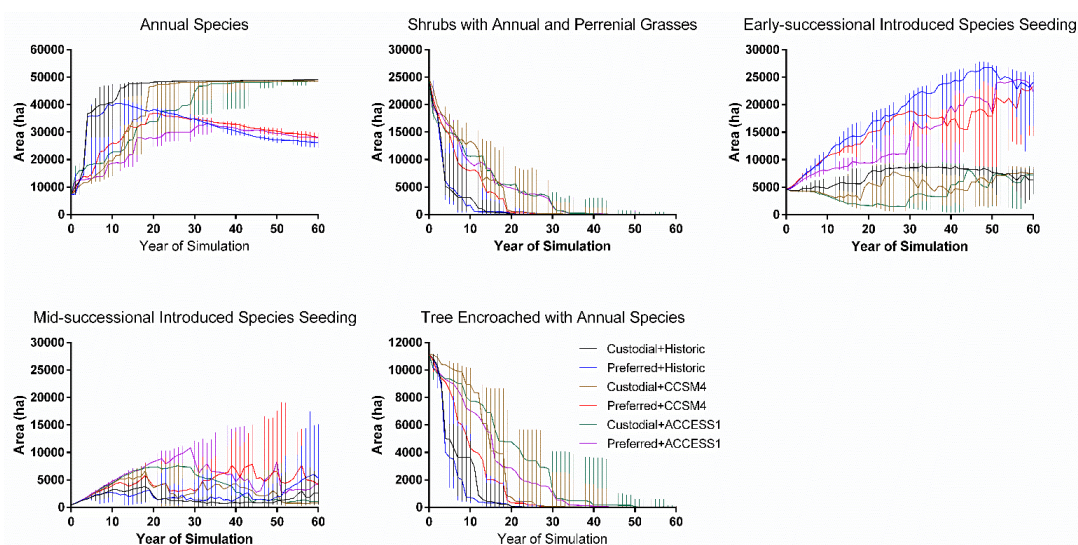 Annual Species
Area (ha)
60000
50000
40000
30000
20000
10000
0
0 10 20 30 40 50 60
Year of Simulation
Shrubs with Annual and Perrenial Grasses
Area (ha)
30000
25000
20000
15000
10000
5000
0
0 10 20 30 40 50 60
Year of Simulation
Early-successional Introduced Species Seeding
Area (ha)
30000
25000
20000
15000
10000
5000
0
0 10 20 30 40 50 60
Year of Simulation
Mid-successional Introduced Species Seeding
Area (ha)
30000
25000
20000
15000
10000
5000
0
0 10 20 30 40 50 60
Year of Simulation
Tree Encroached with Annual Species
Area (ha)
12000
10000
8000
6000
4000
2000
0
0 10 20 30 40 50 60
Year of Simulation
Custodial+Historic
Preferred+Historic
Custodial+CCSM4
Preferred+CCSM4
Custodial+ACCESS1
Preferred+ACCESS1